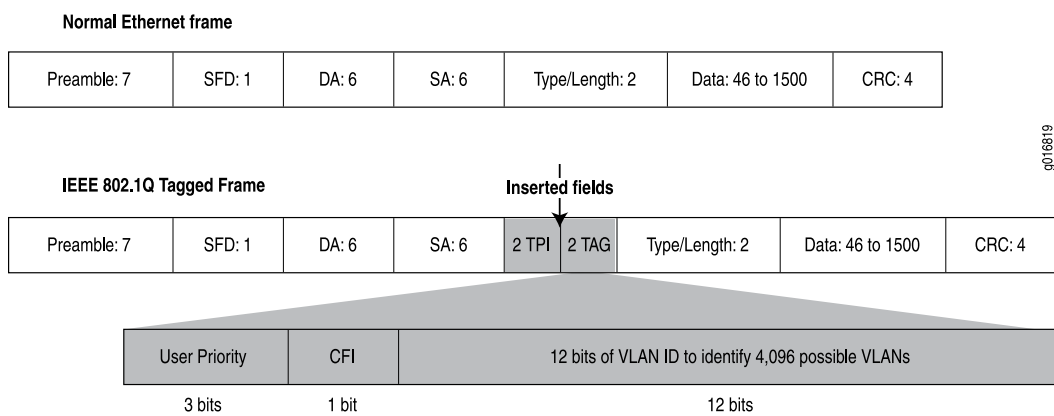 Normal Ethernet frame
Preamble: 7 SFD: 1 DA: 6 SA: 6 Type/Length: 2 Data: 46 to 1500 CRC: 4
g016819
IEEE 802.1Q Tagged Frame Inserted fields
Preamble: 7 SFD: 1 DA: 6 SA: 6 2 TPI 2 TAG Type/Length: 2 Data: 46 to 1500 CRC: 4
User Priority CFI 12 bits of VLAN ID to identify 4,096 possible VLANs
3 bits 1 bit 12 bits